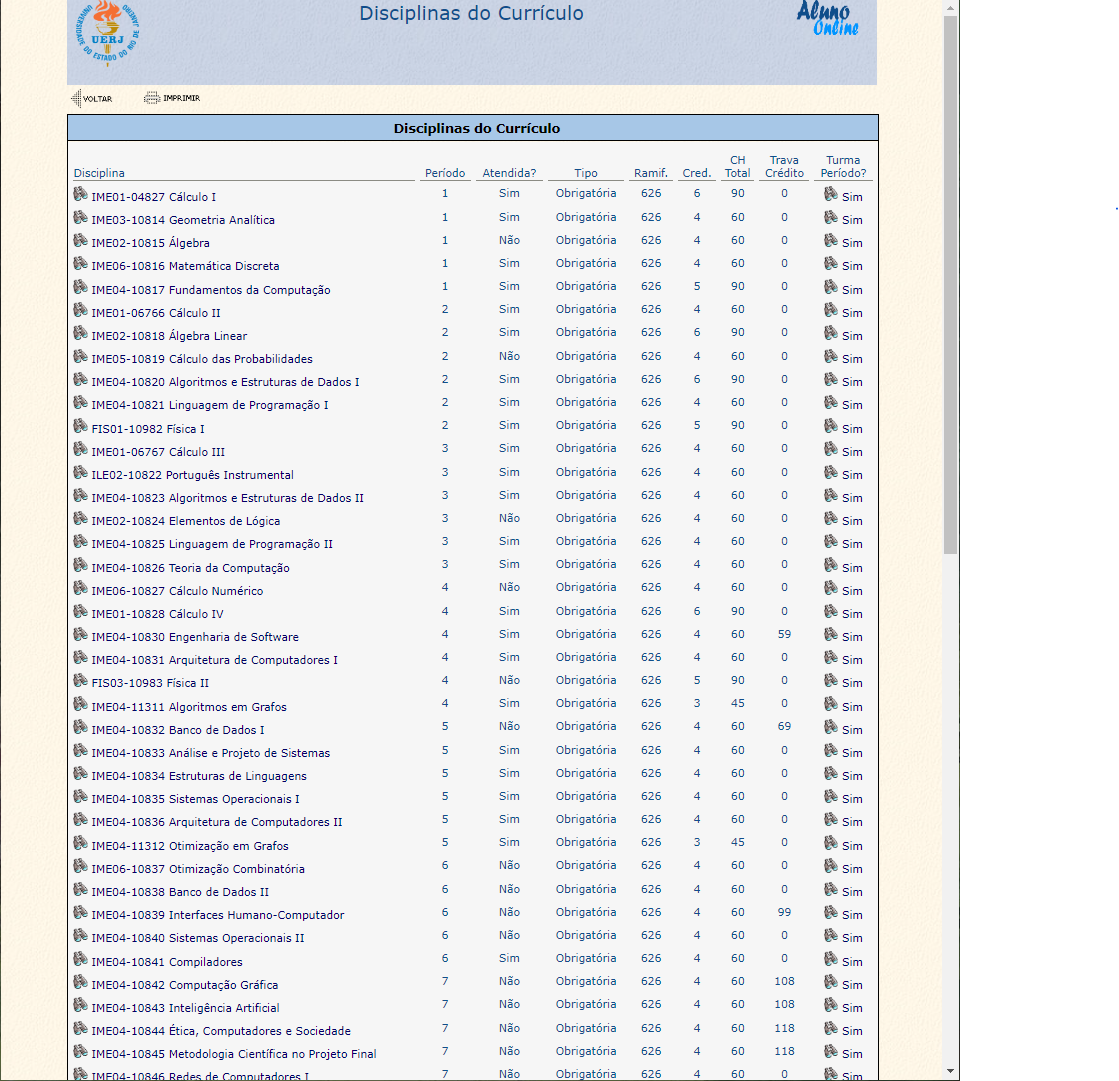 Disciplinas do Currículo
Aluno
Online
UERJ
UNIVERSIDADE DO ESTADO DO RIO DE JANEIRO
VOLTAR IMPRIMIR
Disciplinas do Currículo
Disciplina Período Atendida? Tipo Ramif. Cred. CH Total Trava Crédito Turma Período?
IME01-04827 Cálculo I 1 Sim Obrigatória 626 6 90 0 Sim
IME03-10814 Geometria Analítica 1 Sim Obrigatória 626 4 60 0 Sim
IME02-10815 Álgebra 1 Não Obrigatória 626 4 60 0 Sim
IME06-10816 Matemática Discreta 1 Sim Obrigatória 626 4 60 0 Sim
IME04-10817 Fundamentos da Computação 1 Sim Obrigatória 626 5 90 0 Sim
IME01-06766 Cálculo II 2 Sim Obrigatória 626 4 60 0 Sim
IME02-10818 Álgebra Linear 2 Sim Obrigatória 626 6 90 0 Sim
IME05-10819 Cálculo das Probabilidades 2 Não Obrigatória 626 4 60 0 Sim
IME04-10820 Algoritmos e Estruturas de Dados I 2 Sim Obrigatória 626 6 90 0 Sim
IME04-10821 Linguagem de Programação I 2 Sim Obrigatória 626 4 60 0 Sim
FIS01-10982 Física I 2 Sim Obrigatória 626 5 90 0 Sim
IME01-06767 Cálculo III 3 Sim Obrigatória 626 4 60 0 Sim
ILE02-10822 Português Instrumental 3 Sim Obrigatória 626 4 60 0 Sim
IME04-10823 Algoritmos e Estruturas de Dados II 3 Sim Obrigatória 626 4 60 0 Sim
IME02-10824 Elementos de Lógica 3 Não Obrigatória 626 4 60 0 Sim
IME04-10825 Linguagem de Programação II 3 Sim Obrigatória 626 4 60 0 Sim
IME04-10826 Teoria da Computação 3 Sim Obrigatória 626 4 60 0 Sim
IME06-10827 Cálculo Numérico 4 Não Obrigatória 626 4 60 0 Sim
IME01-10828 Cálculo IV 4 Sim Obrigatória 626 6 90 0 Sim
IME04-10830 Engenharia de Software 4 Sim Obrigatória 626 4 60 59 Sim
IME04-10831 Arquitetura de Computadores I 4 Sim Obrigatória 626 4 60 0 Sim
FIS03-10983 Física II 4 Não Obrigatória 626 5 90 0 Sim
IME04-11311 Algoritmos em Grafos 4 Sim Obrigatória 626 3 45 0 Sim
IME04-10832 Banco de Dados I 5 Não Obrigatória 626 4 60 69 Sim
IME04-10833 Análise e Projeto de Sistemas 5 Sim Obrigatória 626 4 60 0 Sim
IME04-10834 Estruturas de Linguagens 5 Sim Obrigatória 626 4 60 0 Sim
IME04-10835 Sistemas Operacionais I 5 Sim Obrigatória 626 4 60 0 Sim
IME04-10836 Arquitetura de Computadores II 5 Sim Obrigatória 626 4 60 0 Sim
IME04-11312 Otimização em Grafos 5 Sim Obrigatória 626 3 45 0 Sim
IME06-10837 Otimização Combinatória 6 Não Obrigatória 626 4 60 0 Sim
IME04-10838 Banco de Dados II 6 Não Obrigatória 626 4 60 0 Sim
IME04-10839 Interfaces Humano-Computador 6 Não Obrigatória 626 4 60 99 Sim
IME04-10840 Sistemas Operacionais II 6 Não Obrigatória 626 4 60 0 Sim
IME04-10841 Compiladores 6 Sim Obrigatória 626 4 60 0 Sim
IME04-10842 Computação Gráfica 7 Não Obrigatória 626 4 60 108 Sim
IME04-10843 Inteligência Artificial 7 Não Obrigatória 626 4 60 108 Sim
IME04-10844 Ética, Computadores e Sociedade 7 Não Obrigatória 626 4 60 118 Sim
IME04-10845 Metodologia Científica no Projeto Final 7 Não Obrigatória 626 4 60 118 Sim
IME04-10846 Redes de Computadores I 7 Não Obrigatória 626 4 60 0 Sim